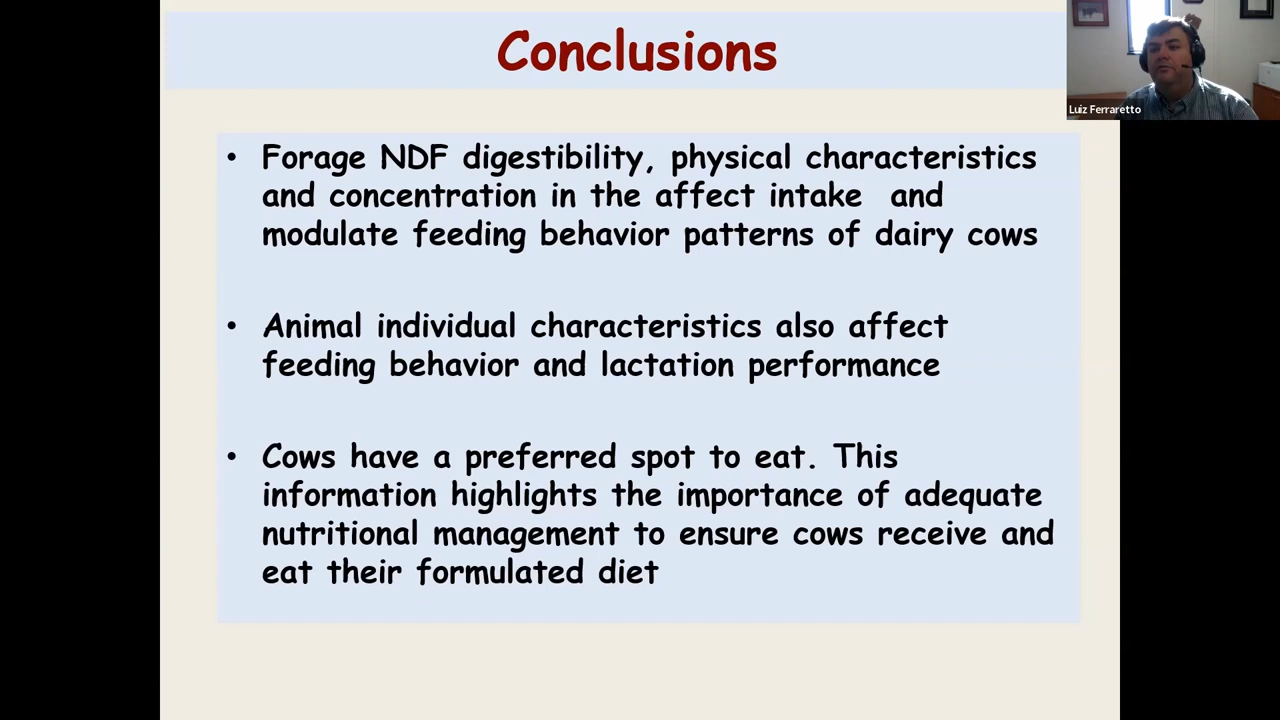 Conclusions
Luiz Ferraretto
• Forage NDF digestibility, physical characteristics
and concentration in the affect intake  and
modulate feeding behavior patterns of dairy cows
• Animal individual characteristics also affect
feeding behavior and lactation performance
• Cows have a preferred spot to eat. This
information highlights the importance of adequate
nutritional management to ensure cows receive and
eat their formulated diet